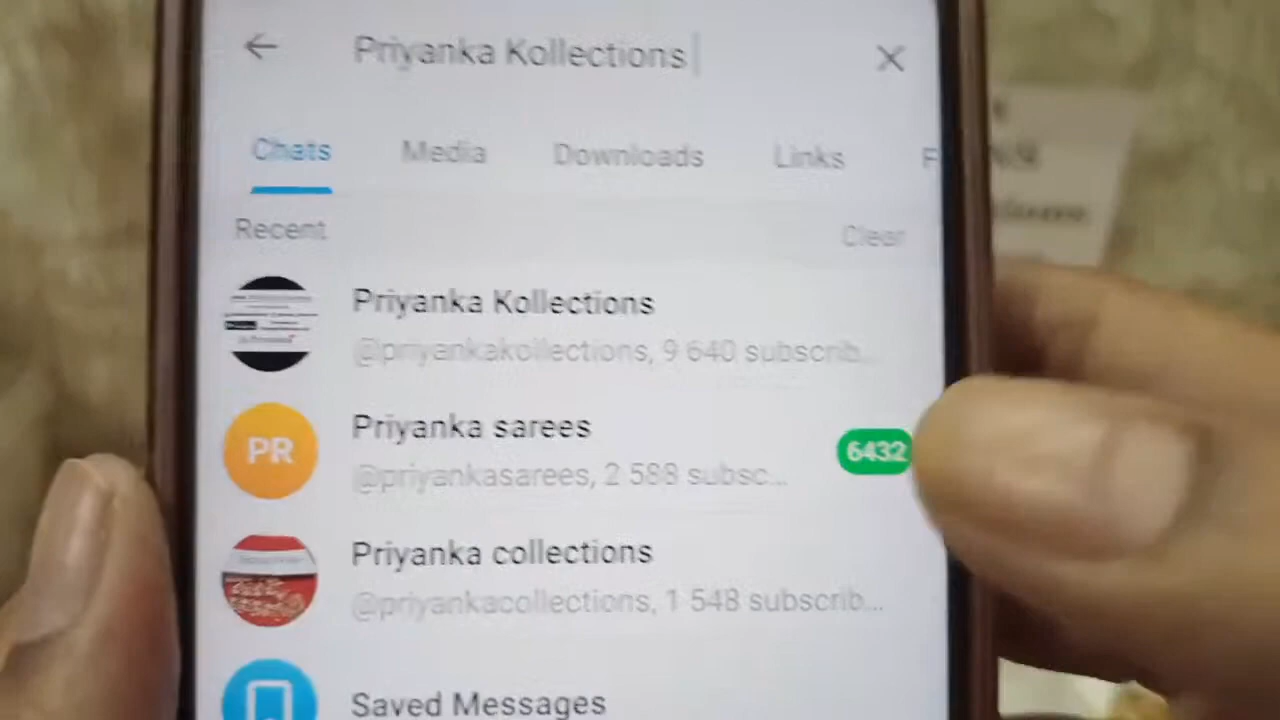 Priyanka Kollections
Chats Media Downloads Links F
Recent Clear
Priyanka Kollections
@priyankakollections, 9 640 subscrib...
PR
Priyanka sarees
@priyankasarees, 2 588 subsc...
6432
Priyanka collections
@priyankacollections, 1 548 subscrib...
Saved Messages